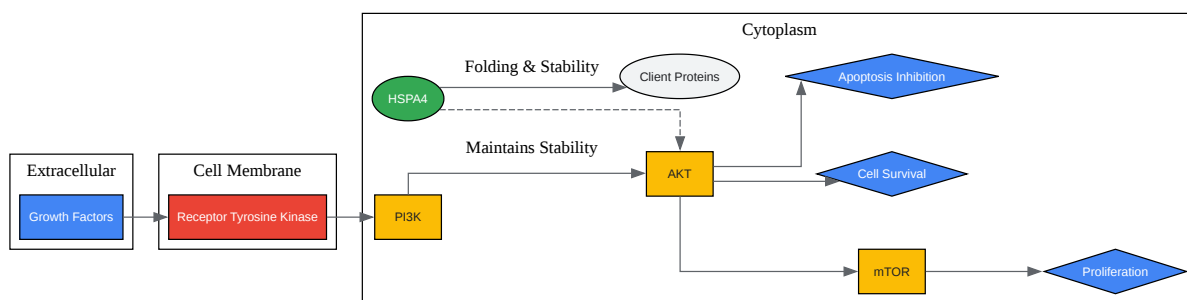 Cytoplasm
Folding & Stability
Client Proteins
Apoptosis Inhibition
HSPA4
Maintains Stability
Extracellular
Cell Membrane
AKT
Cell Survival
Growth Factors
Receptor Tyrosine Kinase
PI3K
mTOR
Proliferation